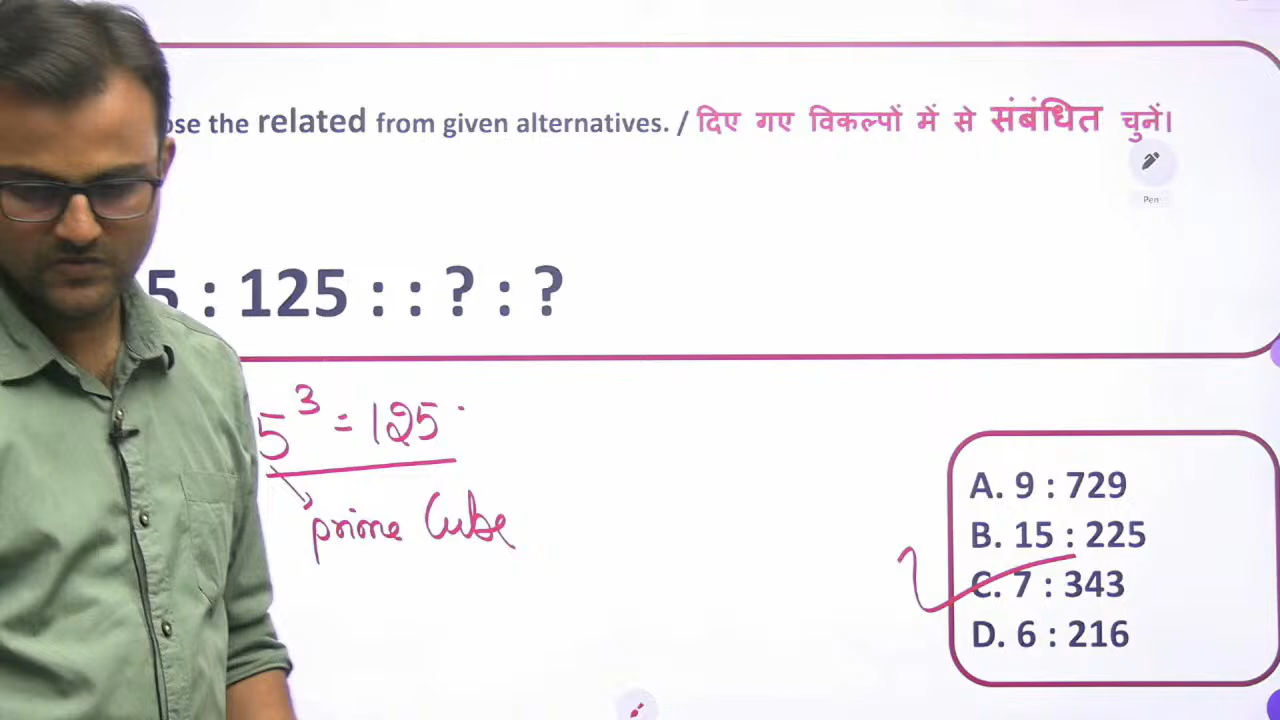 ose the related from given alternatives. / दिए गए विकल्पों में से संबंधित चुनें।
Pen
5 : 125 : : ? : ?
5³ = 125
prime Cube
A. 9 : 729
B. 15 : 225
C. 7 : 343
D. 6 : 216